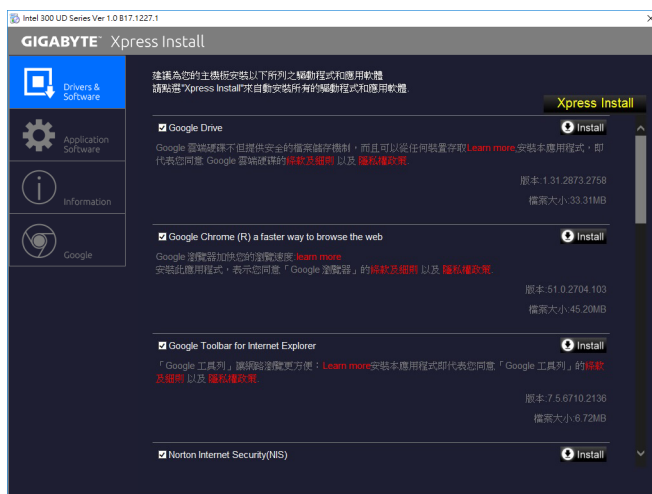 Intel 300 UD Series Ver 1.0 B17.1227.1
GIGABYTE™ Xpress Install
Drivers & Software
Application Software
Information
Google
建議為您的主機板安裝以下所列之驅動程式和應用軟體
請點選"Xpress Install"來自動安裝所有的驅動程式和應用軟體.
Xpress Install
Google Drive
Install
Google 雲端硬碟不但提供安全的檔案儲存機制，而且可以從任何裝置存取Learn more,安裝本應用程式，即
代表您同意 Google 雲端硬碟的條款及細則 以及 隱私權政策.
版本:1.31.2873.2758
檔案大小:33.31MB
Google Chrome (R) a faster way to browse the web
Install
Google 瀏覽器加快您的瀏覽速度:learn more
安裝此應用程式，表示您同意「Google 瀏覽器」的條款及細則 以及 隱私權政策.
版本:51.0.2704.103
檔案大小:45.20MB
Google Toolbar for Internet Explorer
Install
「Google 工具列」讓網路瀏覽更方便：Learn more安裝本應用程式即代表您同意「Google 工具列」的條款
及細則 以及 隱私權政策.
版本:7.5.6710.2136
檔案大小:6.72MB
Norton Internet Security(NIS)
Install